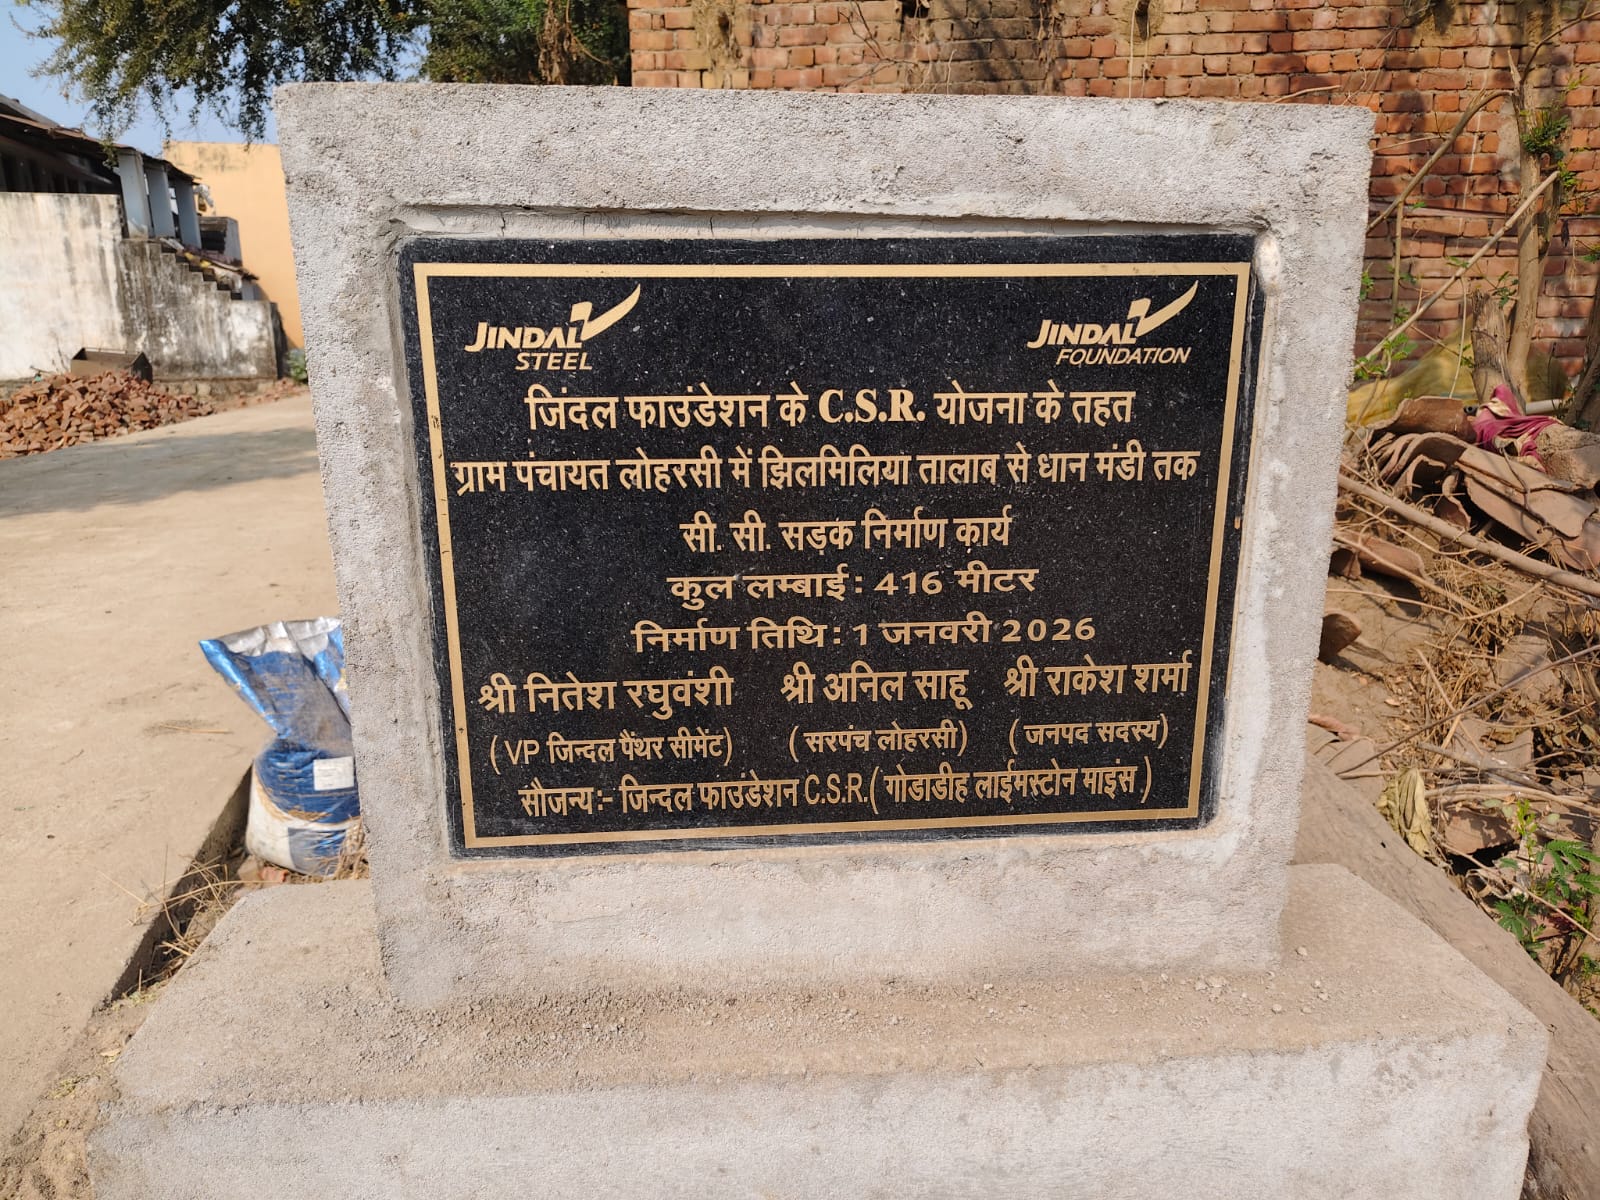 JINDAL STEEL
JINDAL FOUNDATION
जिंदल फाउंडेशन के C.S.R. योजना के तहत
ग्राम पंचायत लोहरसी में झिलमिलिया तालाब से धान मंडी तक
सी. सी. सड़क निर्माण कार्य
कुल लम्बाई : 416 मीटर
निर्माण तिथि : 1 जनवरी 2026
श्री नितेश रघुवंशी श्री अनिल साहू श्री राकेश शर्मा
( VP जिन्दल पैंथर सीमेंट) ( सरपंच लोहरसी) ( जनपद सदस्य)
सौजन्य :- जिन्दल फाउंडेशन C.S.R. ( गोडाडीह लाईमस्टोन माइंस )